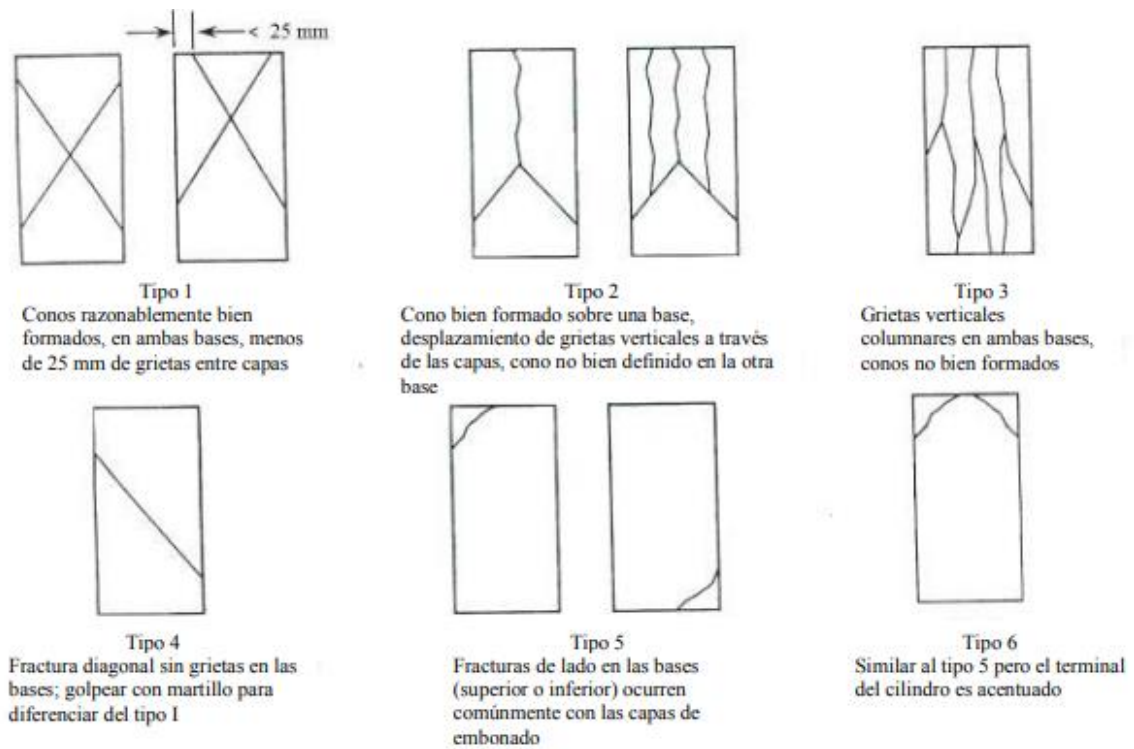 < 25 mm
Tipo 1
Conos razonablemente bien
formados, en ambas bases, menos
de 25 mm de grietas entre capas
Tipo 2
Cono bien formado sobre una base,
desplazamiento de grietas verticales a través
de las capas, cono no bien definido en la otra
base
Tipo 3
Grietas verticales
columnares en ambas bases,
conos no bien formados
Tipo 4
Fractura diagonal sin grietas en las
bases; golpear con martillo para
diferenciar del tipo I
Tipo 5
Fracturas de lado en las bases
(superior o inferior) ocurren
comúnmente con las capas de
embonado
Tipo 6
Similar al tipo 5 pero el terminal
del cilindro es acentuado